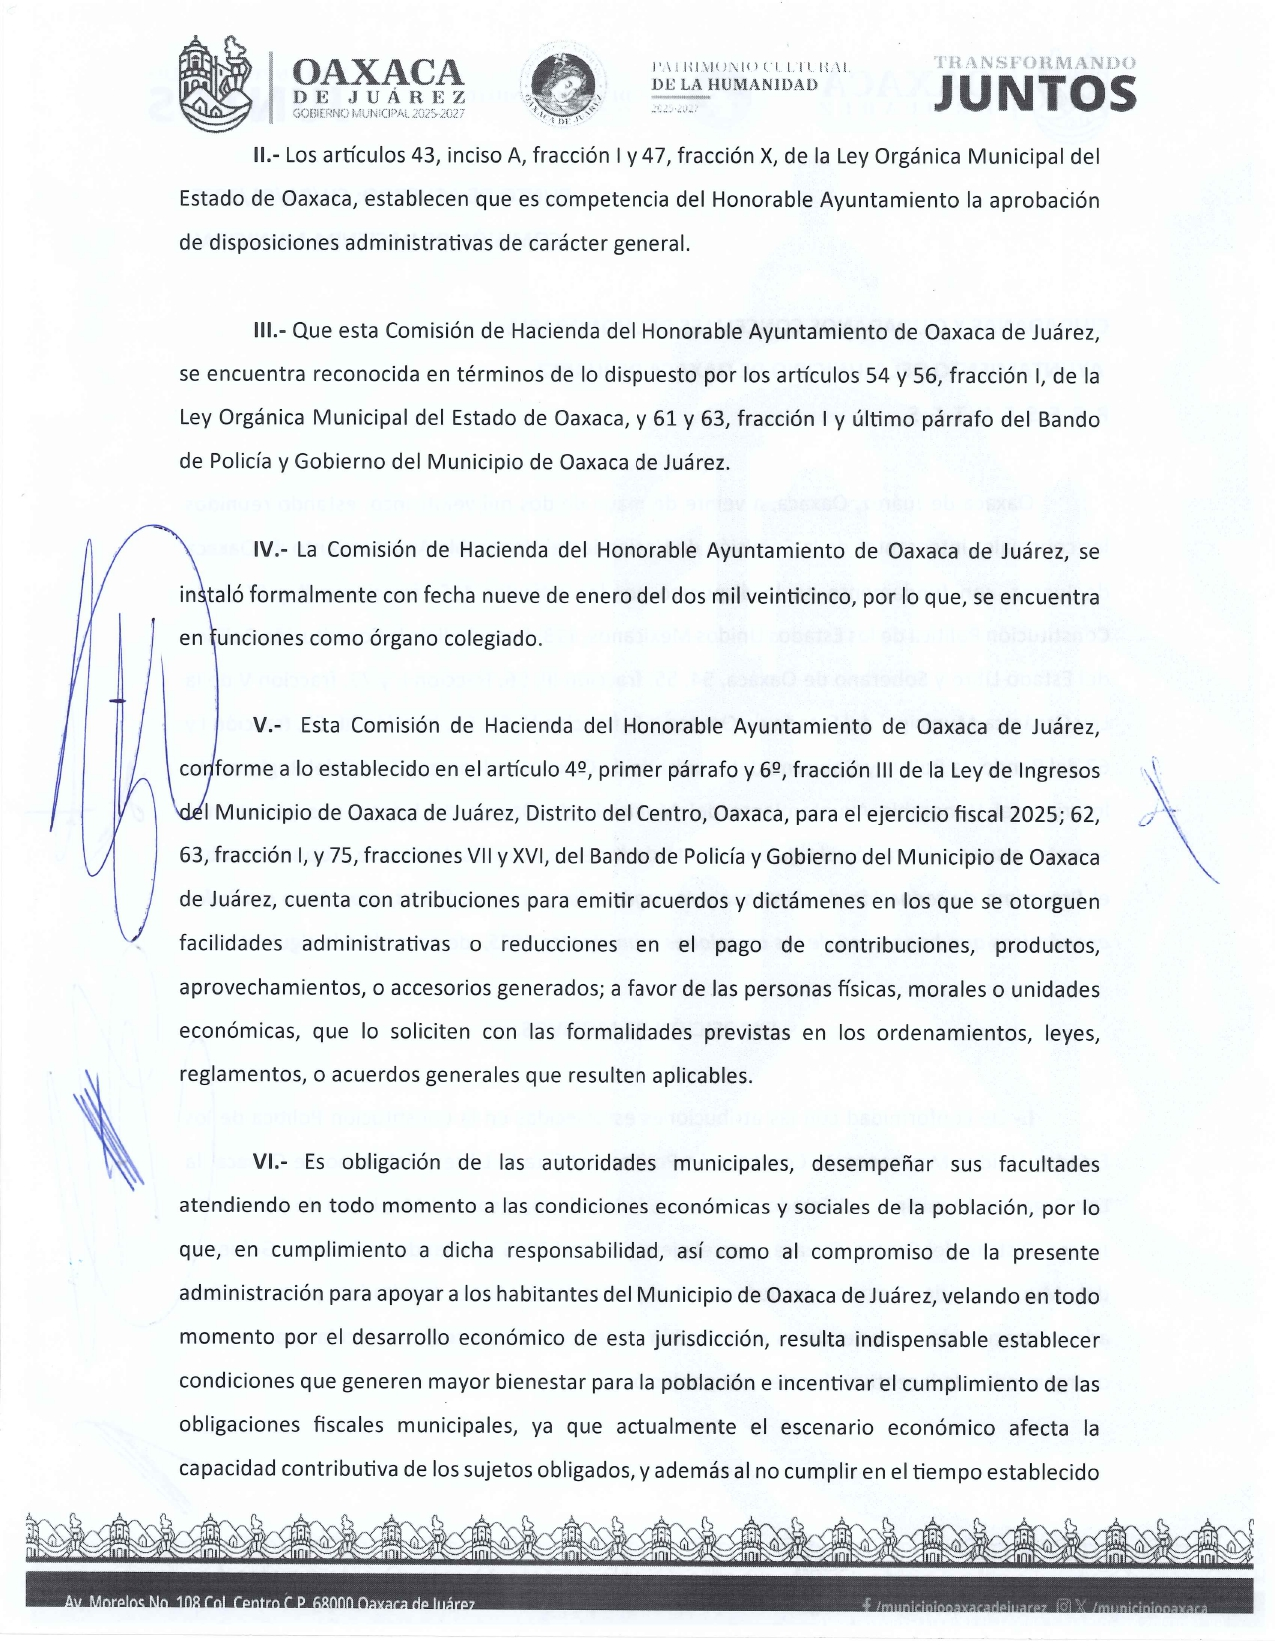 OAXACA
DE JUÁREZ
GOBIERNO MUNICIPAL 2025-2027
OAXACA DE JUÁREZ
PATRIMONIO CULTURAL
DE LA HUMANIDAD
2025-2027
TRANSFORMANDO
JUNTOS
II.- Los artículos 43, inciso A, fracción I y 47, fracción X, de la Ley Orgánica Municipal del
Estado de Oaxaca, establecen que es competencia del Honorable Ayuntamiento la aprobación
de disposiciones administrativas de carácter general.
III.- Que esta Comisión de Hacienda del Honorable Ayuntamiento de Oaxaca de Juárez,
se encuentra reconocida en términos de lo dispuesto por los artículos 54 y 56, fracción I, de la
Ley Orgánica Municipal del Estado de Oaxaca, y 61 y 63, fracción I y último párrafo del Bando
de Policía y Gobierno del Municipio de Oaxaca de Juárez.
IV.- La Comisión de Hacienda del Honorable Ayuntamiento de Oaxaca de Juárez, se
instaló formalmente con fecha nueve de enero del dos mil veinticinco, por lo que, se encuentra
en funciones como órgano colegiado.
V.- Esta Comisión de Hacienda del Honorable Ayuntamiento de Oaxaca de Juárez,
conforme a lo establecido en el artículo 4º, primer párrafo y 6º, fracción III de la Ley de Ingresos
del Municipio de Oaxaca de Juárez, Distrito del Centro, Oaxaca, para el ejercicio fiscal 2025; 62,
63, fracción I, y 75, fracciones VII y XVI, del Bando de Policía y Gobierno del Municipio de Oaxaca
de Juárez, cuenta con atribuciones para emitir acuerdos y dictámenes en los que se otorguen
facilidades administrativas o reducciones en el pago de contribuciones, productos,
aprovechamientos, o accesorios generados; a favor de las personas físicas, morales o unidades
económicas, que lo soliciten con las formalidades previstas en los ordenamientos, leyes,
reglamentos, o acuerdos generales que resulten aplicables.
VI.- Es obligación de las autoridades municipales, desempeñar sus facultades
atendiendo en todo momento a las condiciones económicas y sociales de la población, por lo
que, en cumplimiento a dicha responsabilidad, así como al compromiso de la presente
administración para apoyar a los habitantes del Municipio de Oaxaca de Juárez, velando en todo
momento por el desarrollo económico de esta jurisdicción, resulta indispensable establecer
condiciones que generen mayor bienestar para la población e incentivar el cumplimiento de las
obligaciones fiscales municipales, ya que actualmente el escenario económico afecta la
capacidad contributiva de los sujetos obligados, y además al no cumplir en el tiempo establecido
Av. Morelos No. 108 Col. Centro C.P. 68000 Oaxaca de Juárez
/municipiooaxacadejuarez /municipiooaxaca